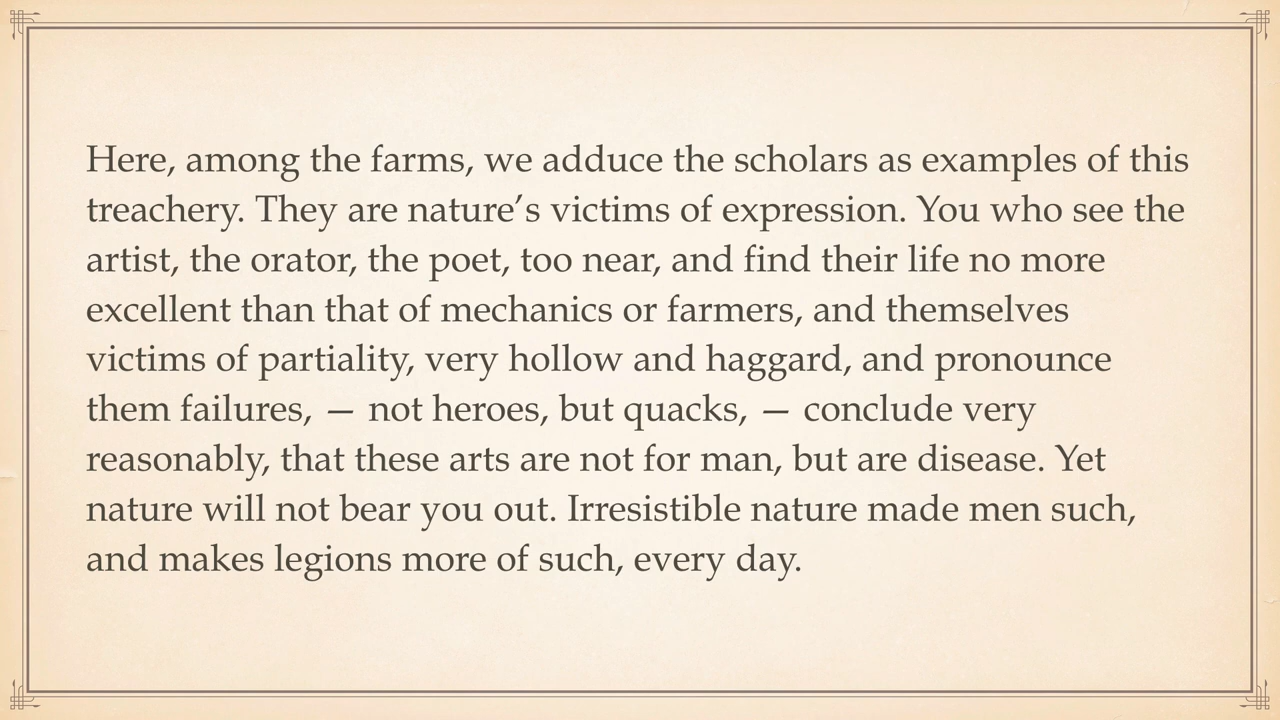 Here, among the farms, we adduce the scholars as examples of this
treachery. They are nature’s victims of expression. You who see the
artist, the orator, the poet, too near, and find their life no more
excellent than that of mechanics or farmers, and themselves
victims of partiality, very hollow and haggard, and pronounce
them failures, — not heroes, but quacks, — conclude very
reasonably, that these arts are not for man, but are disease. Yet
nature will not bear you out. Irresistible nature made men such,
and makes legions more of such, every day.